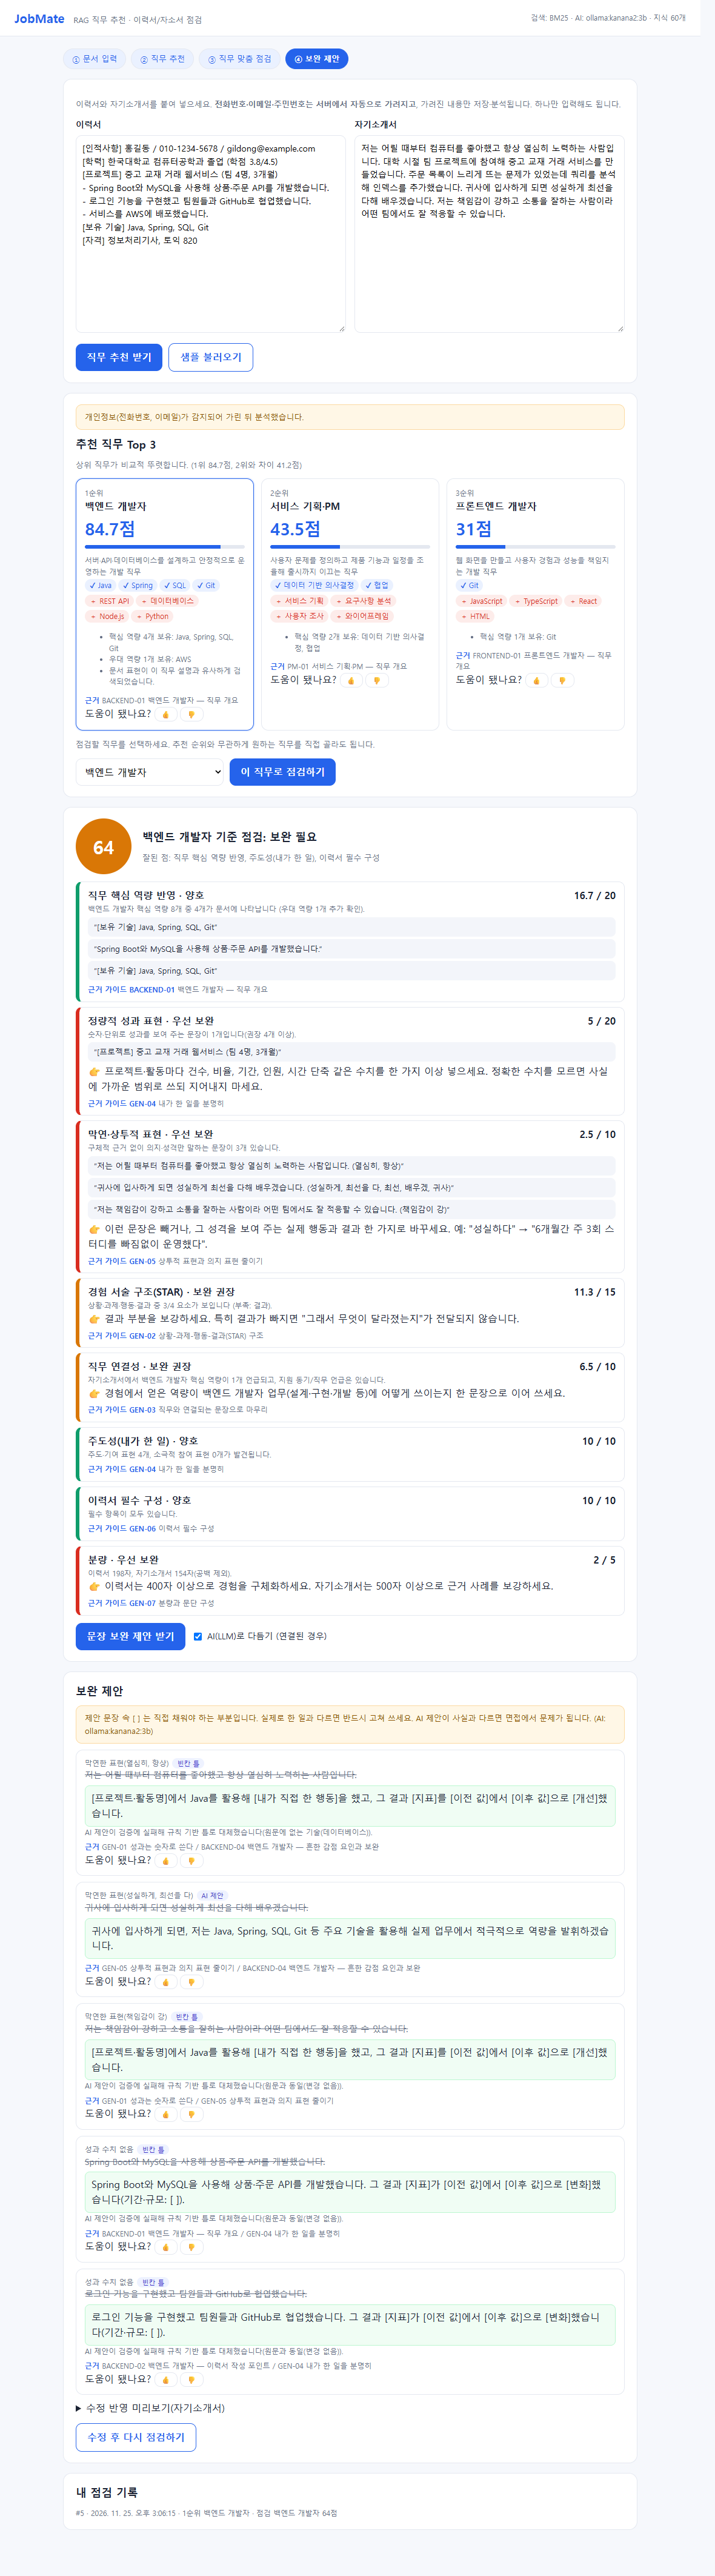 JobMate RAG 직무 추천 · 이력서/자소서 점검
검색: BM25 · AI: ollama:kanana2:3b · 지식 60개
① 문서 입력 ② 직무 추천 ③ 직무 맞춤 점검 ④ 보완 제안
이력서와 자기소개서를 붙여 넣으세요. 전화번호·이메일·주민번호는 서버에서 자동으로 가려지고, 가려진 내용만 저장·분석됩니다. 하나만 입력해도 됩니다.
이력서
[인적사항] 홍길동 / 010-1234-5678 / gildong@example.com
[학력] 한국대학교 컴퓨터공학과 졸업 (학점 3.8/4.5)
[프로젝트] 중고 교재 거래 웹서비스 (팀 4명, 3개월)
- Spring Boot와 MySQL을 사용해 상품·주문 API를 개발했습니다.
- 로그인 기능을 구현했고 팀원들과 GitHub로 협업했습니다.
- 서비스를 AWS에 배포했습니다.
[보유 기술] Java, Spring, SQL, Git
[자격] 정보처리기사, 토익 820
자기소개서
저는 어릴 때부터 컴퓨터를 좋아했고 항상 열심히 노력하는 사람입니
다. 대학 시절 팀 프로젝트에 참여해 중고 교재 거래 서비스를 만
들었습니다. 주문 목록이 느리게 뜨는 문제가 있었는데 쿼리를 분석
해 인덱스를 추가했습니다. 귀사에 입사하게 되면 성실하게 최선을
다해 배우겠습니다. 저는 책임감이 강하고 소통을 잘하는 사람이라
어떤 팀에서도 잘 적응할 수 있습니다.
직무 추천 받기 샘플 불러오기
개인정보(전화번호, 이메일)가 감지되어 가린 뒤 분석했습니다.
추천 직무 Top 3
상위 직무가 비교적 뚜렷합니다. (1위 84.7점, 2위와 차이 41.2점)
1순위
백엔드 개발자
84.7점
서버·API·데이터베이스를 설계하고 안정적으로 운
영하는 개발 직무
✓ Java ✓ Spring ✓ SQL ✓ Git
+ REST API + 데이터베이스
+ Node.js + Python
• 핵심 역량 4개 보유: Java, Spring, SQL,
Git
• 우대 역량 1개 보유: AWS
• 문서 표현이 이 직무 설명과 유사하게 검
색되었습니다.
근거 BACKEND-01 백엔드 개발자 — 직무 개요
도움이 됐나요? 👍 👎
2순위
서비스 기획·PM
43.5점
사용자 문제를 정의하고 제품 기능과 일정을 조
율해 출시까지 이끄는 직무
✓ 데이터 기반 의사결정 ✓ 협업
+ 서비스 기획 + 요구사항 분석
+ 사용자 조사 + 와이어프레임
• 핵심 역량 2개 보유: 데이터 기반 의사결
정, 협업
근거 PM-01 서비스 기획·PM — 직무 개요
도움이 됐나요? 👍 👎
3순위
프론트엔드 개발자
31점
웹 화면을 만들고 사용자 경험과 성능을 책임지
는 개발 직무
✓ Git
+ JavaScript + TypeScript + React
+ HTML
• 핵심 역량 1개 보유: Git
근거 FRONTEND-01 프론트엔드 개발자 — 직무
개요
도움이 됐나요? 👍 👎
점검할 직무를 선택하세요. 추천 순위와 무관하게 원하는 직무를 직접 골라도 됩니다.
백엔드 개발자 이 직무로 점검하기
64
백엔드 개발자 기준 점검: 보완 필요
잘된 점: 직무 핵심 역량 반영, 주도성(내가 한 일), 이력서 필수 구성
직무 핵심 역량 반영 · 양호 16.7 / 20
백엔드 개발자 핵심 역량 8개 중 4개가 문서에 나타납니다 (우대 역량 1개 추가 확인).
"[보유 기술] Java, Spring, SQL, Git"
"Spring Boot와 MySQL을 사용해 상품·주문 API를 개발했습니다."
"[보유 기술] Java, Spring, SQL, Git"
근거 가이드 BACKEND-01 백엔드 개발자 — 직무 개요
정량적 성과 표현 · 우선 보완 5 / 20
숫자·단위로 성과를 보여 주는 문장이 1개입니다(권장 4개 이상).
"[프로젝트] 중고 교재 거래 웹서비스 (팀 4명, 3개월)"
👉 프로젝트·활동마다 건수, 비율, 기간, 인원, 시간 단축 같은 수치를 한 가지 이상 넣으세요. 정확한 수치를 모르면 사실
에 가까운 범위로 쓰되 지어내지 마세요.
근거 가이드 GEN-04 내가 한 일을 분명히
막연·상투적 표현 · 우선 보완 2.5 / 10
구체적 근거 없이 의지·성격만 말하는 문장이 3개 있습니다.
"저는 어릴 때부터 컴퓨터를 좋아했고 항상 열심히 노력하는 사람입니다. (열심히, 항상)"
"귀사에 입사하게 되면 성실하게 최선을 다해 배우겠습니다. (성실하게, 최선을 다, 최선, 배우겠, 귀사)"
"저는 책임감이 강하고 소통을 잘하는 사람이라 어떤 팀에서도 잘 적응할 수 있습니다. (책임감이 강)"
👉 이런 문장은 빼거나, 그 성격을 보여 주는 실제 행동과 결과 한 가지로 바꾸세요. 예: "성실하다" → "6개월간 주 3회 스
터디를 빠짐없이 운영했다".
근거 가이드 GEN-05 상투적 표현과 의지 표현 줄이기
경험 서술 구조(STAR) · 보완 권장 11.3 / 15
상황·과제·행동·결과 중 3/4 요소가 보입니다 (부족: 결과).
👉 결과 부분을 보강하세요. 특히 결과가 빠지면 "그래서 무엇이 달라졌는지"가 전달되지 않습니다.
근거 가이드 GEN-02 상황-과제-행동-결과(STAR) 구조
직무 연결성 · 보완 권장 6.5 / 10
자기소개서에서 백엔드 개발자 핵심 역량이 1개 언급되고, 지원 동기/직무 언급은 있습니다.
👉 경험에서 얻은 역량이 백엔드 개발자 업무(설계·구현·개발 등)에 어떻게 쓰이는지 한 문장으로 이어 쓰세요.
근거 가이드 GEN-03 직무와 연결되는 문장으로 마무리
주도성(내가 한 일) · 양호 10 / 10
주도·기여 표현 4개, 소극적 참여 표현 0개가 발견됩니다.
근거 가이드 GEN-04 내가 한 일을 분명히
이력서 필수 구성 · 양호 10 / 10
필수 항목이 모두 있습니다.
근거 가이드 GEN-06 이력서 필수 구성
분량 · 우선 보완 2 / 5
이력서 198자, 자기소개서 154자(공백 제외).
👉 이력서는 400자 이상으로 경험을 구체화하세요. 자기소개서는 500자 이상으로 근거 사례를 보강하세요.
근거 가이드 GEN-07 분량과 문단 구성
문장 보완 제안 받기 AI(LLM)로 다듬기 (연결된 경우)
보완 제안
제안 문장 속 [ ] 는 직접 채워야 하는 부분입니다. 실제로 한 일과 다르면 반드시 고쳐 쓰세요. AI 제안이 사실과 다르면 면접에서 문제가 됩니다. (AI:
ollama:kanana2:3b)
막연한 표현(열심히, 항상) 빈칸 틀
저는 어릴 때부터 컴퓨터를 좋아했고 항상 열심히 노력하는 사람입니다.
[프로젝트·활동명]에서 Java를 활용해 [내가 직접 한 행동]을 했고, 그 결과 [지표]를 [이전 값]에서 [이후 값]으로 [개선]했
습니다.
AI 제안이 검증에 실패해 규칙 기반 틀로 대체했습니다(원문에 없는 기술(데이터베이스)).
근거 GEN-01 성과는 숫자로 쓴다 / BACKEND-04 백엔드 개발자 — 흔한 감점 요인과 보완
도움이 됐나요? 👍 👎
막연한 표현(성실하게, 최선을 다) AI 제안
귀사에 입사하게 되면 성실하게 최선을 다해 배우겠습니다.
귀사에 입사하게 되면, 저는 Java, Spring, SQL, Git 등 주요 기술을 활용해 실제 업무에서 적극적으로 역량을 발휘하겠습
니다.
근거 GEN-05 상투적 표현과 의지 표현 줄이기 / BACKEND-04 백엔드 개발자 — 흔한 감점 요인과 보완
도움이 됐나요? 👍 👎
막연한 표현(책임감이 강) 빈칸 틀
저는 책임감이 강하고 소통을 잘하는 사람이라 어떤 팀에서도 잘 적응할 수 있습니다.
[프로젝트·활동명]에서 Java를 활용해 [내가 직접 한 행동]을 했고, 그 결과 [지표]를 [이전 값]에서 [이후 값]으로 [개선]했
습니다.
AI 제안이 검증에 실패해 규칙 기반 틀로 대체했습니다(원문과 동일(변경 없음)).
근거 GEN-01 성과는 숫자로 쓴다 / GEN-05 상투적 표현과 의지 표현 줄이기
도움이 됐나요? 👍 👎
성과 수치 없음 빈칸 틀
Spring Boot와 MySQL을 사용해 상품·주문 API를 개발했습니다.
Spring Boot와 MySQL을 사용해 상품·주문 API를 개발했습니다. 그 결과 [지표]가 [이전 값]에서 [이후 값]으로 [변화]했
습니다(기간·규모: [ ]).
AI 제안이 검증에 실패해 규칙 기반 틀로 대체했습니다(원문과 동일(변경 없음)).
근거 BACKEND-01 백엔드 개발자 — 직무 개요 / GEN-04 내가 한 일을 분명히
도움이 됐나요? 👍 👎
성과 수치 없음 빈칸 틀
로그인 기능을 구현했고 팀원들과 GitHub로 협업했습니다.
로그인 기능을 구현했고 팀원들과 GitHub로 협업했습니다. 그 결과 [지표]가 [이전 값]에서 [이후 값]으로 [변화]했습니
다(기간·규모: [ ]).
AI 제안이 검증에 실패해 규칙 기반 틀로 대체했습니다(원문과 동일(변경 없음)).
근거 BACKEND-02 백엔드 개발자 — 이력서 작성 포인트 / GEN-04 내가 한 일을 분명히
도움이 됐나요? 👍 👎
▶ 수정 반영 미리보기(자기소개서)
수정 후 다시 점검하기
내 점검 기록
#5 · 2026. 11. 25. 오후 3:06:15 · 1순위 백엔드 개발자 · 점검 백엔드 개발자 64점